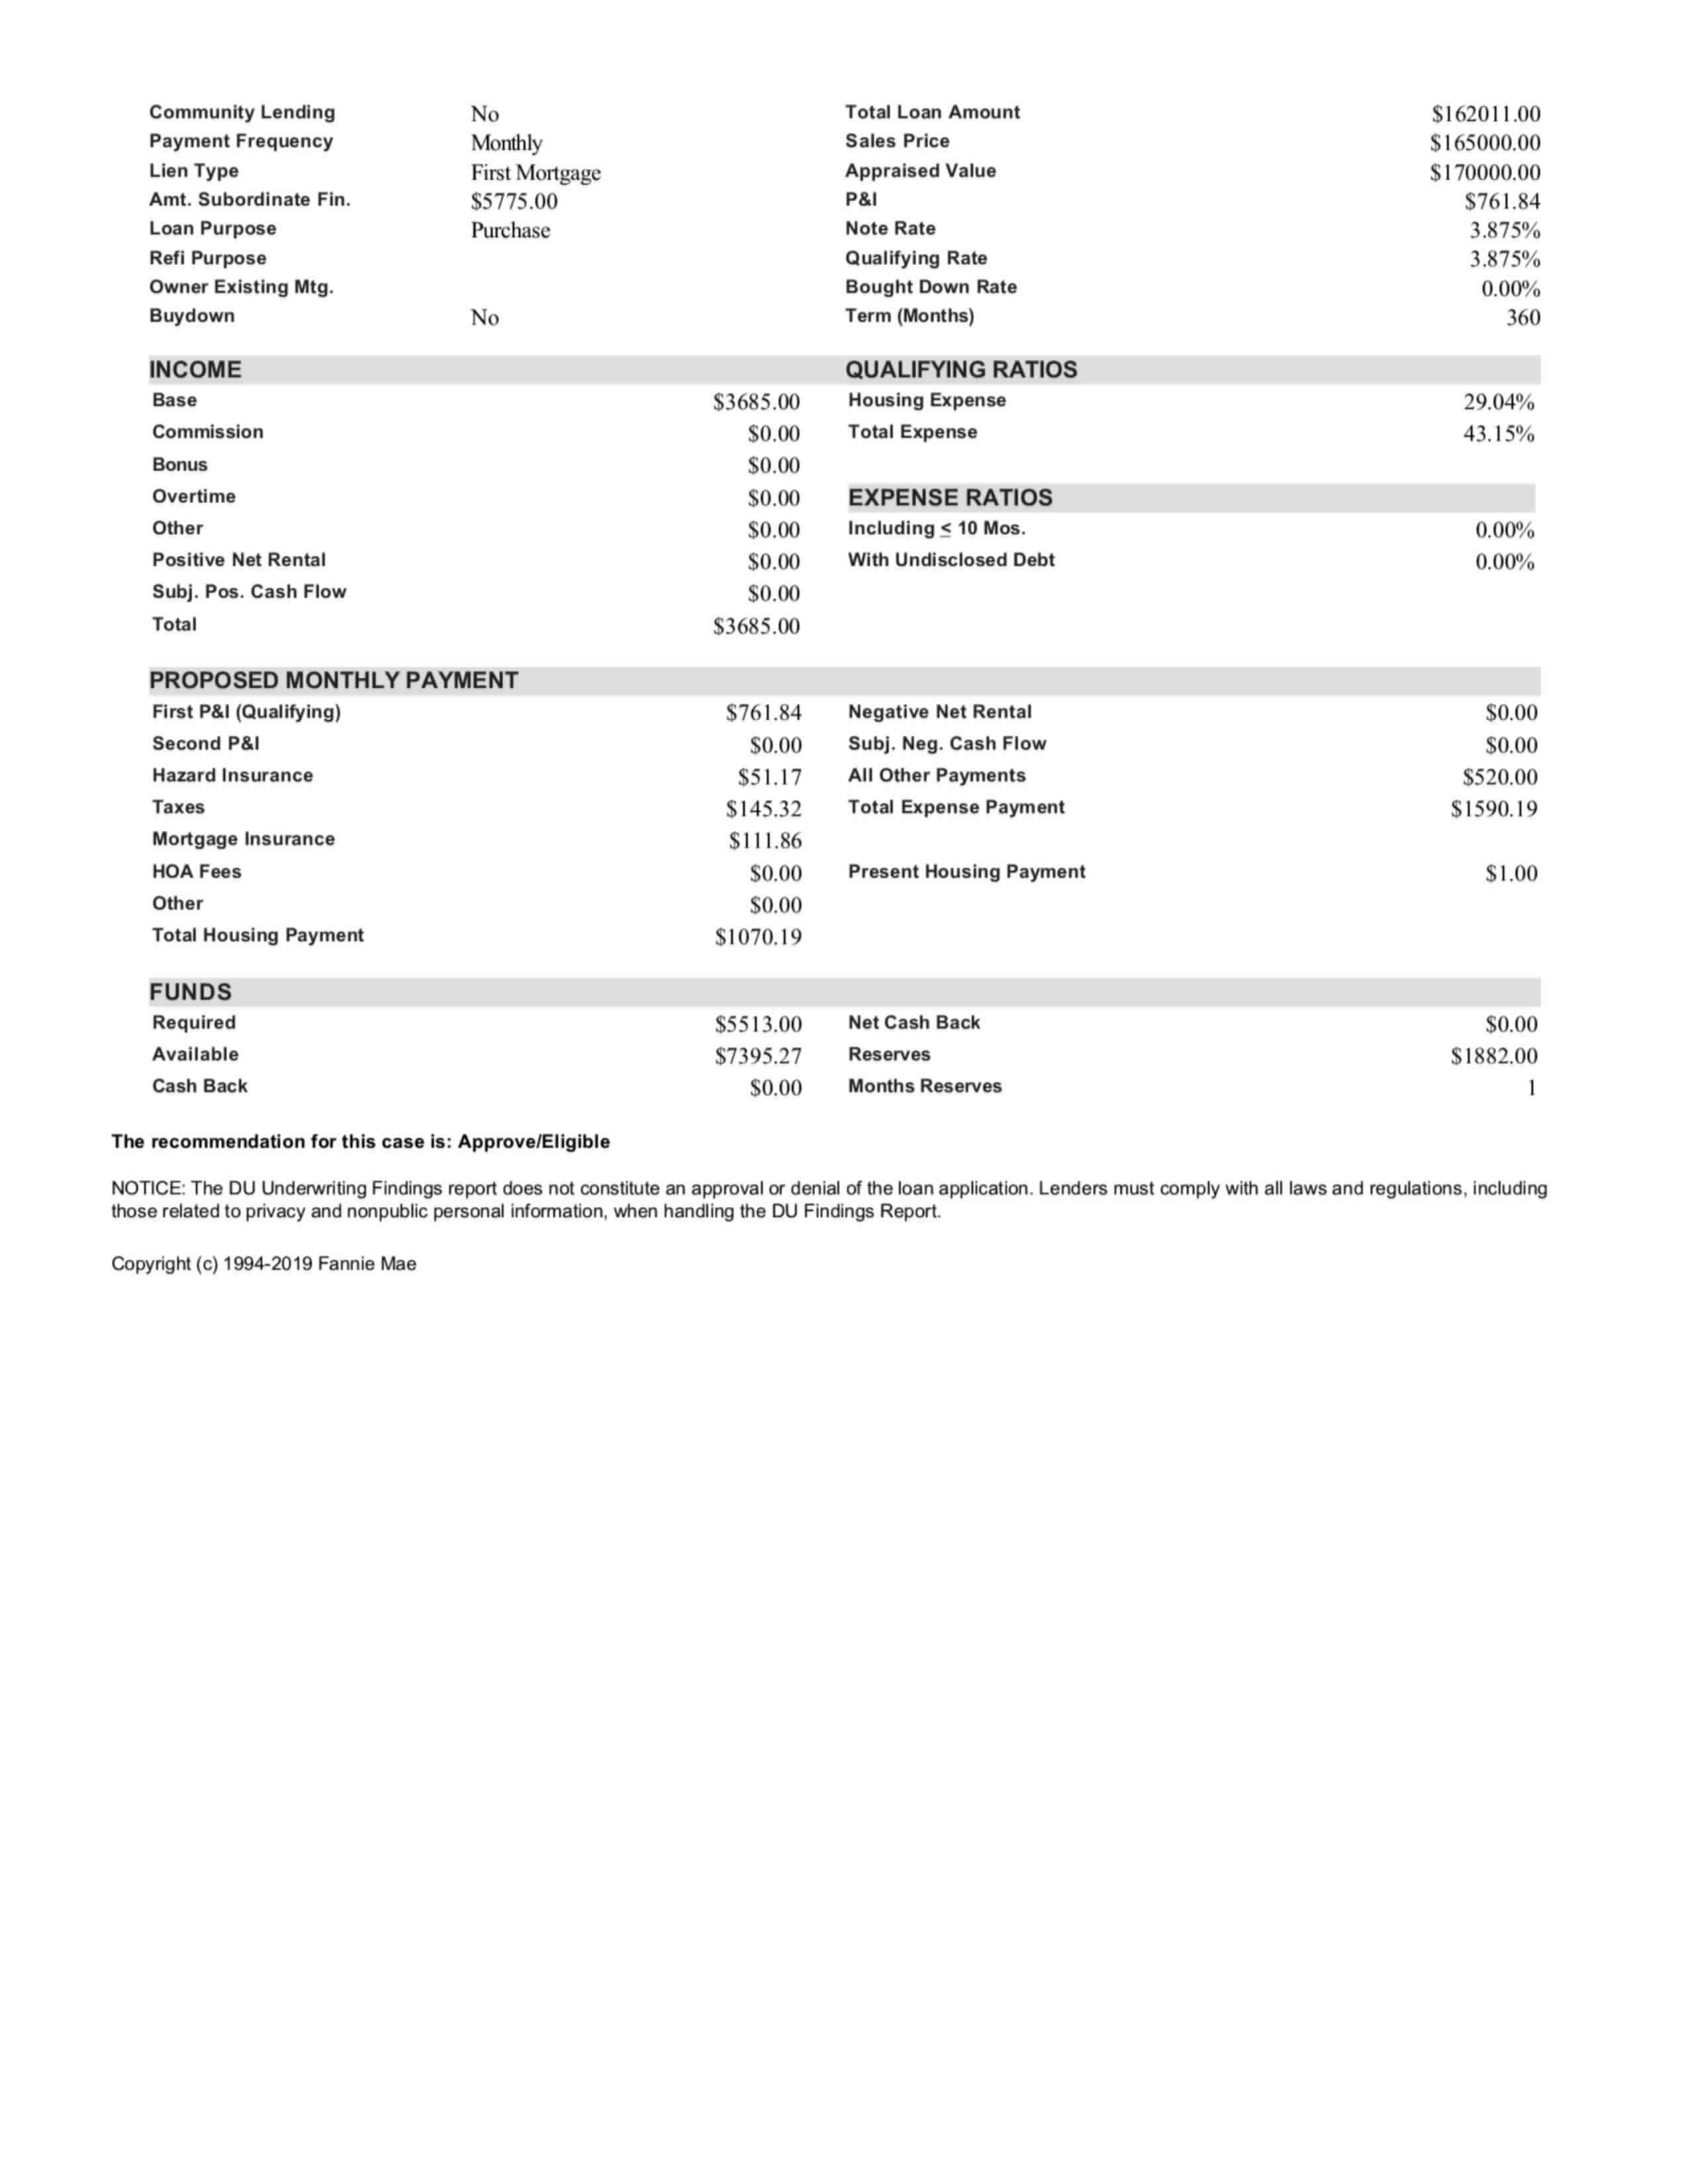 Community Lending No Total Loan Amount $162011.00
Payment Frequency Monthly Sales Price $165000.00
Lien Type First Mortgage Appraised Value $170000.00
Amt. Subordinate Fin. $5775.00 P&I $761.84
Loan Purpose Purchase Note Rate 3.875%
Refi Purpose Qualifying Rate 3.875%
Owner Existing Mtg. Bought Down Rate 0.00%
Buydown No Term (Months) 360
INCOME QUALIFYING RATIOS
Base $3685.00 Housing Expense 29.04%
Commission $0.00 Total Expense 43.15%
Bonus $0.00
Overtime $0.00 EXPENSE RATIOS
Other $0.00 Including ≤ 10 Mos. 0.00%
Positive Net Rental $0.00 With Undisclosed Debt 0.00%
Subj. Pos. Cash Flow $0.00
Total $3685.00
PROPOSED MONTHLY PAYMENT
First P&I (Qualifying) $761.84 Negative Net Rental $0.00
Second P&I $0.00 Subj. Neg. Cash Flow $0.00
Hazard Insurance $51.17 All Other Payments $520.00
Taxes $145.32 Total Expense Payment $1590.19
Mortgage Insurance $111.86
HOA Fees $0.00 Present Housing Payment $1.00
Other $0.00
Total Housing Payment $1070.19
FUNDS
Required $5513.00 Net Cash Back $0.00
Available $7395.27 Reserves $1882.00
Cash Back $0.00 Months Reserves 1
The recommendation for this case is: Approve/Eligible
NOTICE: The DU Underwriting Findings report does not constitute an approval or denial of the loan application. Lenders must comply with all laws and regulations, including
those related to privacy and nonpublic personal information, when handling the DU Findings Report.
Copyright (c) 1994-2019 Fannie Mae